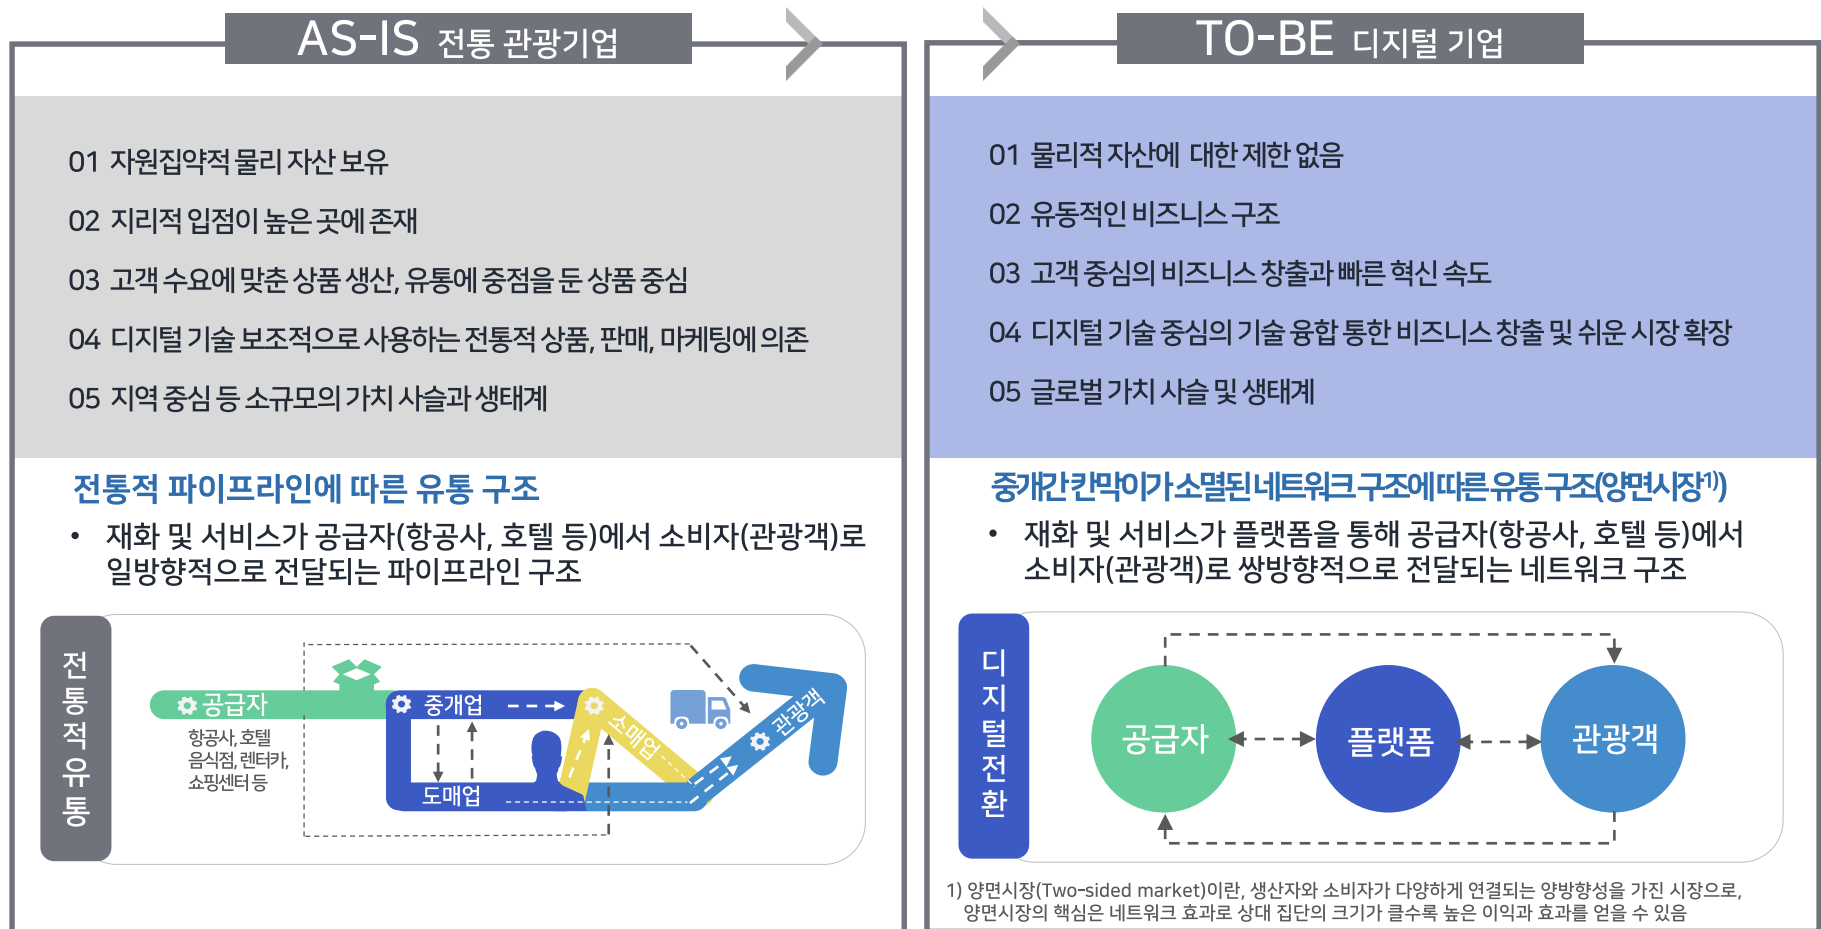 AS-IS 전통 관광기업
01 자원집약적 물리 자산 보유
02 지리적 입점이 높은 곳에 존재
03 고객 수요에 맞춘 상품 생산, 유통에 중점을 둔 상품 중심
04 디지털 기술 보조적으로 사용하는 전통적 상품, 판매, 마케팅에 의존
05 지역 중심 등 소규모의 가치 사슬과 생태계
전통적 파이프라인에 따른 유통 구조
• 재화 및 서비스가 공급자(항공사, 호텔 등)에서 소비자(관광객)로
일방향적으로 전달되는 파이프라인 구조
전통적유통
공급자
항공사, 호텔
음식점, 렌터카,
쇼핑센터 등
중개업
도매업
소매업
관광객
TO-BE 디지털 기업
01 물리적 자산에 대한 제한 없음
02 유동적인 비즈니스 구조
03 고객 중심의 비즈니스 창출과 빠른 혁신 속도
04 디지털 기술 중심의 기술 융합 통한 비즈니스 창출 및 쉬운 시장 확장
05 글로벌 가치 사슬 및 생태계
중개간 칸막이가 소멸된 네트워크 구조에 따른 유통 구조(양면시장1))
• 재화 및 서비스가 플랫폼을 통해 공급자(항공사, 호텔 등)에서
소비자(관광객)로 쌍방향적으로 전달되는 네트워크 구조
디지털전환
공급자
플랫폼
관광객
1) 양면시장(Two-sided market)이란, 생산자와 소비자가 다양하게 연결되는 양방향성을 가진 시장으로,
양면시장의 핵심은 네트워크 효과로 상대 집단의 크기가 클수록 높은 이익과 효과를 얻을 수 있음